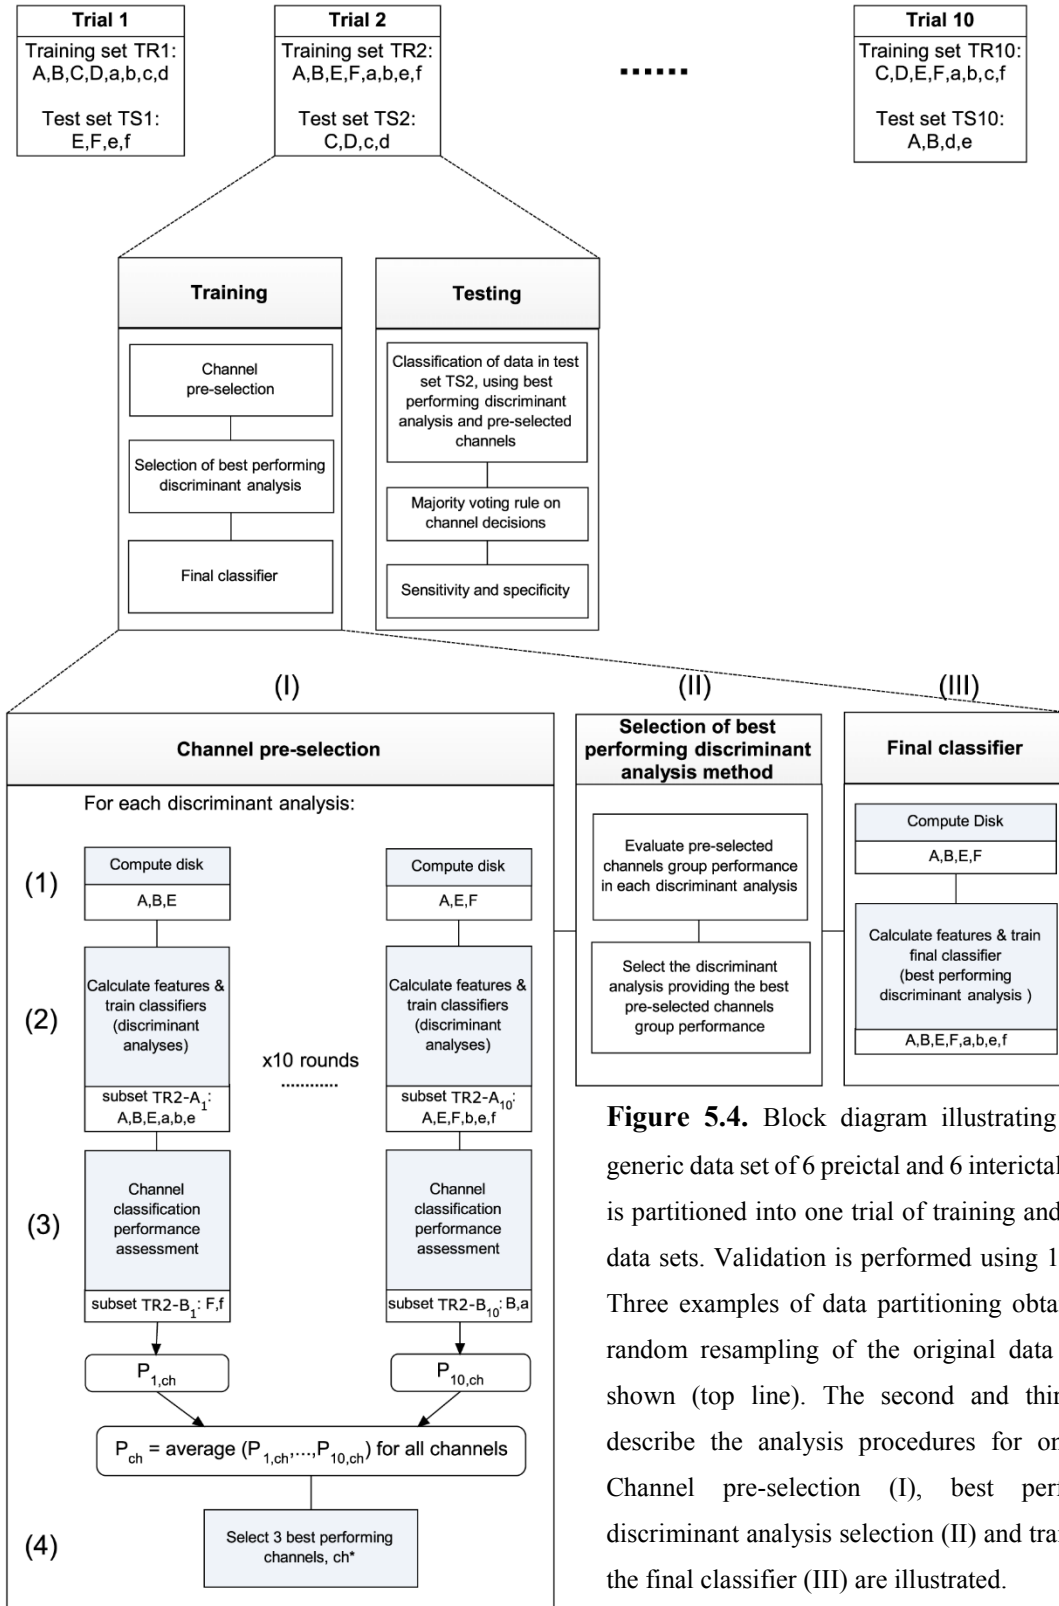 Trial 1
Training set TR1:
A,B,C,D,a,b,c,d
Test set TS1:
E,F,e,f
Trial 2
Training set TR2:
A,B,E,F,a,b,e,f
Test set TS2:
C,D,c,d
......
Trial 10
Training set TR10:
C,D,E,F,a,b,c,f
Test set TS10:
A,B,d,e
Training
Channel
pre-selection
Selection of best performing
discriminant analysis
Final classifier
Testing
Classification of data in test
set TS2, using best
performing discriminant
analysis and pre-selected
channels
Majority voting rule on
channel decisions
Sensitivity and specificity
(I)
(II)
(III)
Channel pre-selection
For each discriminant analysis:
(1)
Compute disk
A,B,E
Compute disk
A,E,F
(2)
Calculate features &
train classifiers
(discriminant
analyses)
subset TR2-A1:
A,B,E,a,b,e
x10 rounds
............
Calculate features &
train classifiers
(discriminant
analyses)
subset TR2-A10:
A,E,F,b,e,f
(3)
Channel
classification
performance
assessment
subset TR2-B1: F,f
Channel
classification
performance
assessment
subset TR2-B10: B,a
P1,ch
P10,ch
Pch = average (P1,ch,...,P10,ch) for all channels
(4)
Select 3 best performing
channels, ch*
Selection of best
performing discriminant
analysis method
Evaluate pre-selected
channels group performance
in each discriminant analysis
Select the discriminant
analysis providing the best
pre-selected channels
group performance
Final classifier
Compute Disk
A,B,E,F
Calculate features & train
final classifier
(best performing
discriminant analysis )
A,B,E,F,a,b,e,f
Figure 5.4. Block diagram illustrating
generic data set of 6 preictal and 6 interictal
is partitioned into one trial of training and
data sets. Validation is performed using 1
Three examples of data partitioning obta
random resampling of the original data
shown (top line). The second and thir
describe the analysis procedures for on
Channel pre-selection (I), best perf
discriminant analysis selection (II) and trai
the final classifier (III) are illustrated.